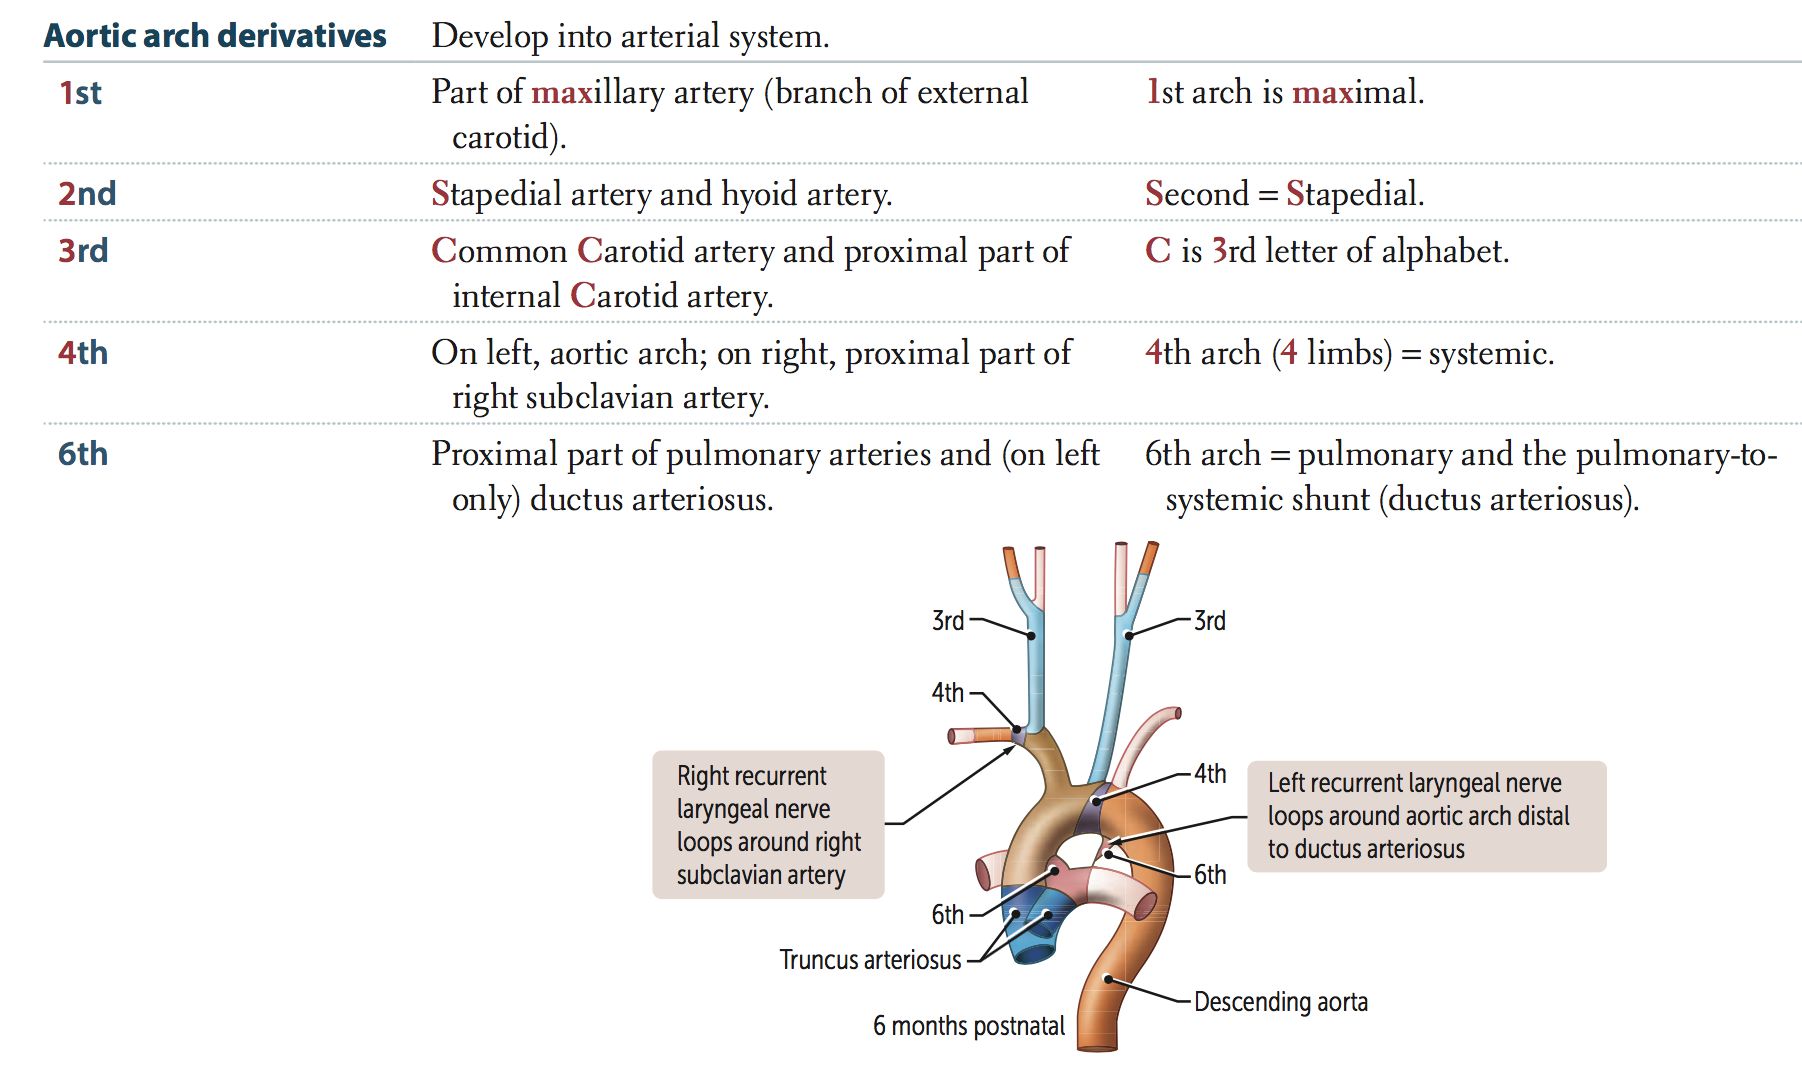 Aortic arch derivatives Develop into arterial system.
1st Part of maxillary artery (branch of external 1st arch is maximal.
carotid).
2nd Stapedial artery and hyoid artery. Second = Stapedial.
3rd Common Carotid artery and proximal part of C is 3rd letter of alphabet.
internal Carotid artery.
4th On left, aortic arch; on right, proximal part of 4th arch (4 limbs) = systemic.
right subclavian artery.
6th Proximal part of pulmonary arteries and (on left 6th arch = pulmonary and the pulmonary-to-
only) ductus arteriosus. systemic shunt (ductus arteriosus).
3rd
3rd
4th
Right recurrent
laryngeal nerve
loops around right
subclavian artery
4th
Left recurrent laryngeal nerve
loops around aortic arch distal
to ductus arteriosus
6th
6th
Truncus arteriosus
Descending aorta
6 months postnatal